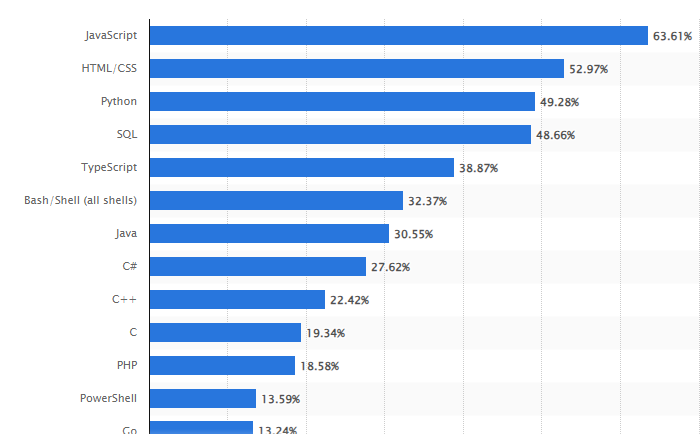 JavaScript 63.61%
HTML/CSS 52.97%
Python 49.28%
SQL 48.66%
TypeScript 38.87%
Bash/Shell (all shells) 32.37%
Java 30.55%
C# 27.62%
C++ 22.42%
C 19.34%
PHP 18.58%
PowerShell 13.59%
Go 13.24%